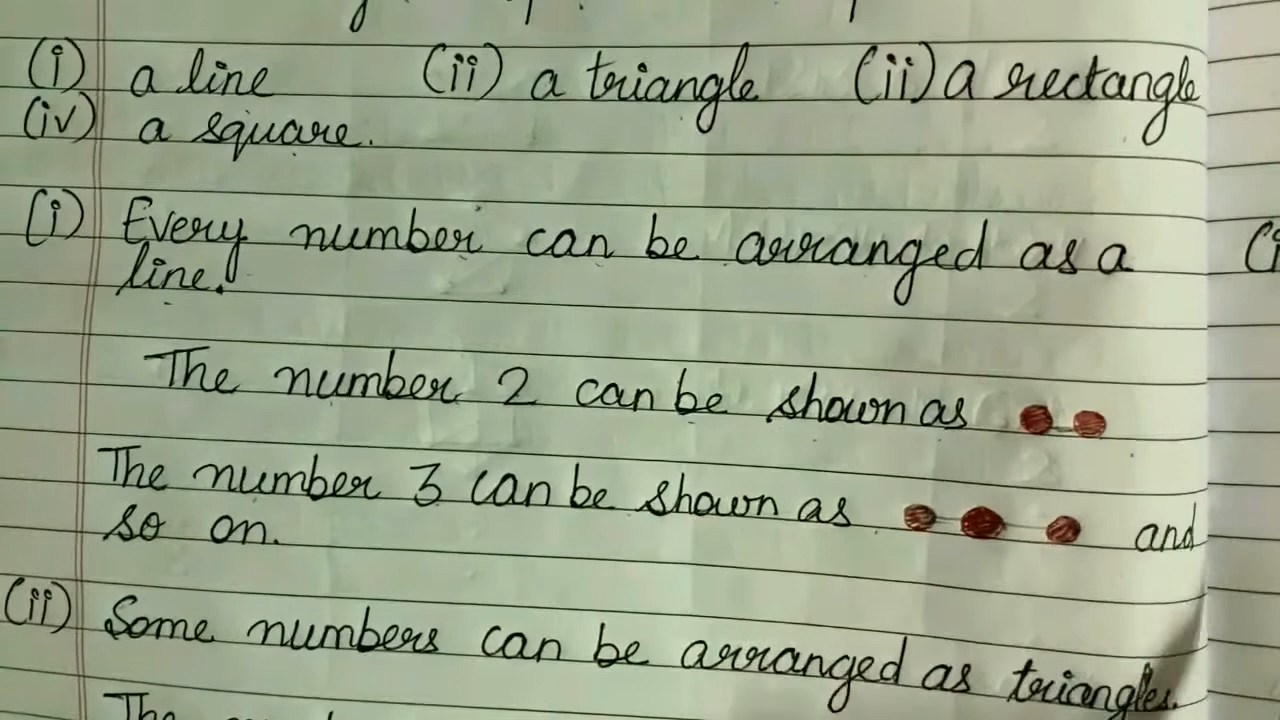 (i) a line (ii) a triangle (ii) a rectangle
(iv) a square.
(i) Every number can be arranged as a
line.
The number 2 can be shown as
The number 3 can be shown as and
so on.
(ii) Some numbers can be arranged as triangles.
The